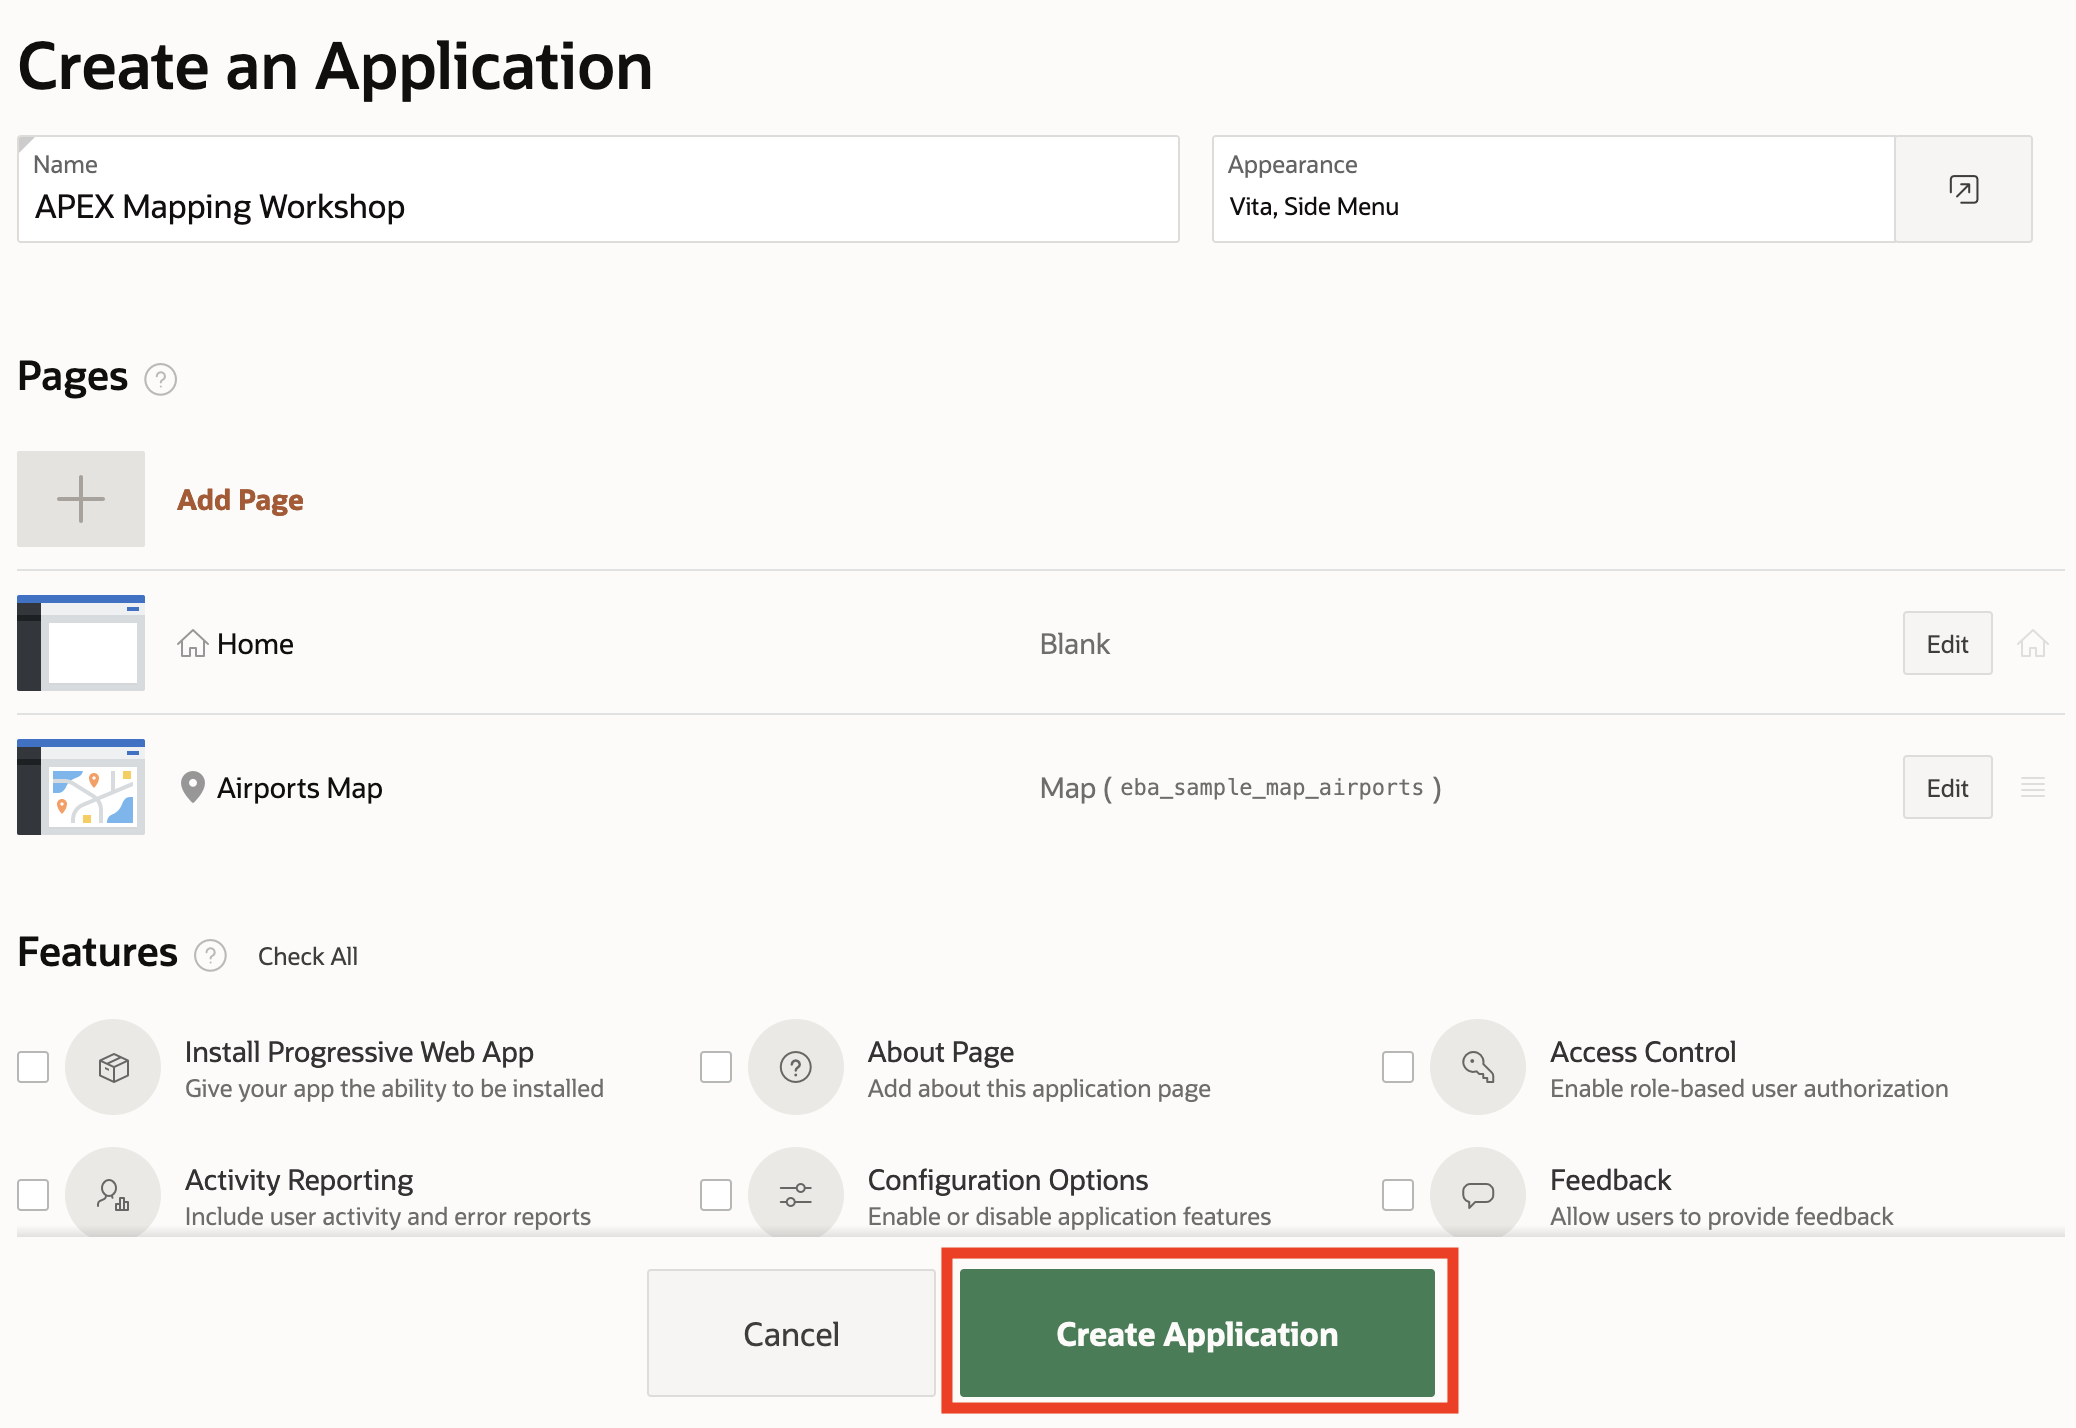 Create an Application
Name
APEX Mapping Workshop
Appearance
Vita, Side Menu
Pages ?
Add Page
Home Blank Edit
Airports Map Map ( eba_sample_map_airports ) Edit
Features ? Check All
Install Progressive Web App
Give your app the ability to be installed
? About Page
Add about this application page
Access Control
Enable role-based user authorization
Activity Reporting
Include user activity and error reports
Configuration Options
Enable or disable application features
Feedback
Allow users to provide feedback
Cancel
Create Application